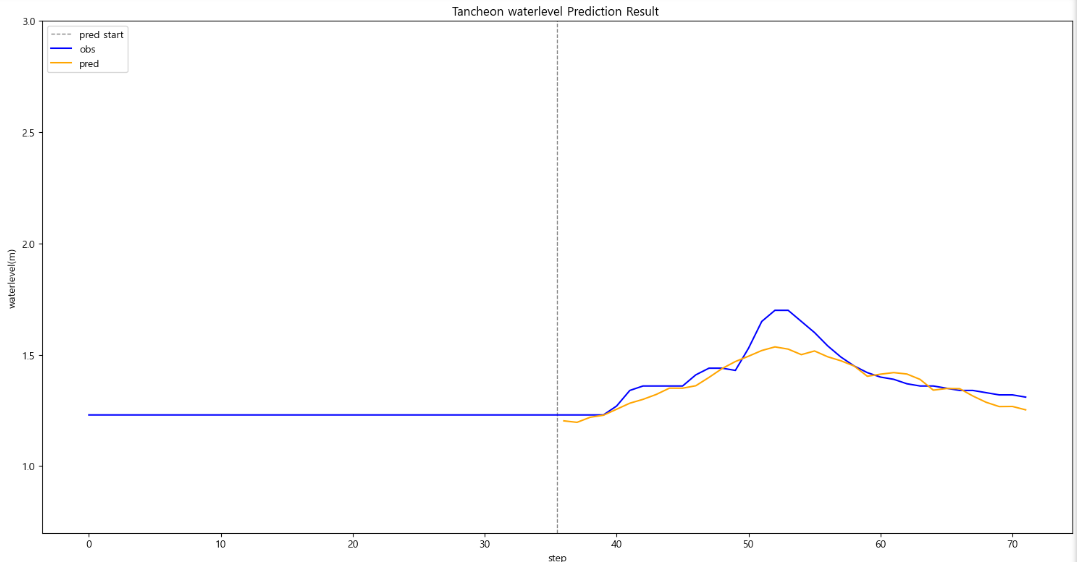 Tancheon waterlevel Prediction Result
pred start
obs
pred
waterlevel(m)
3.0
2.5
2.0
1.5
1.0
0 10 20 30 40 50 60 70
step